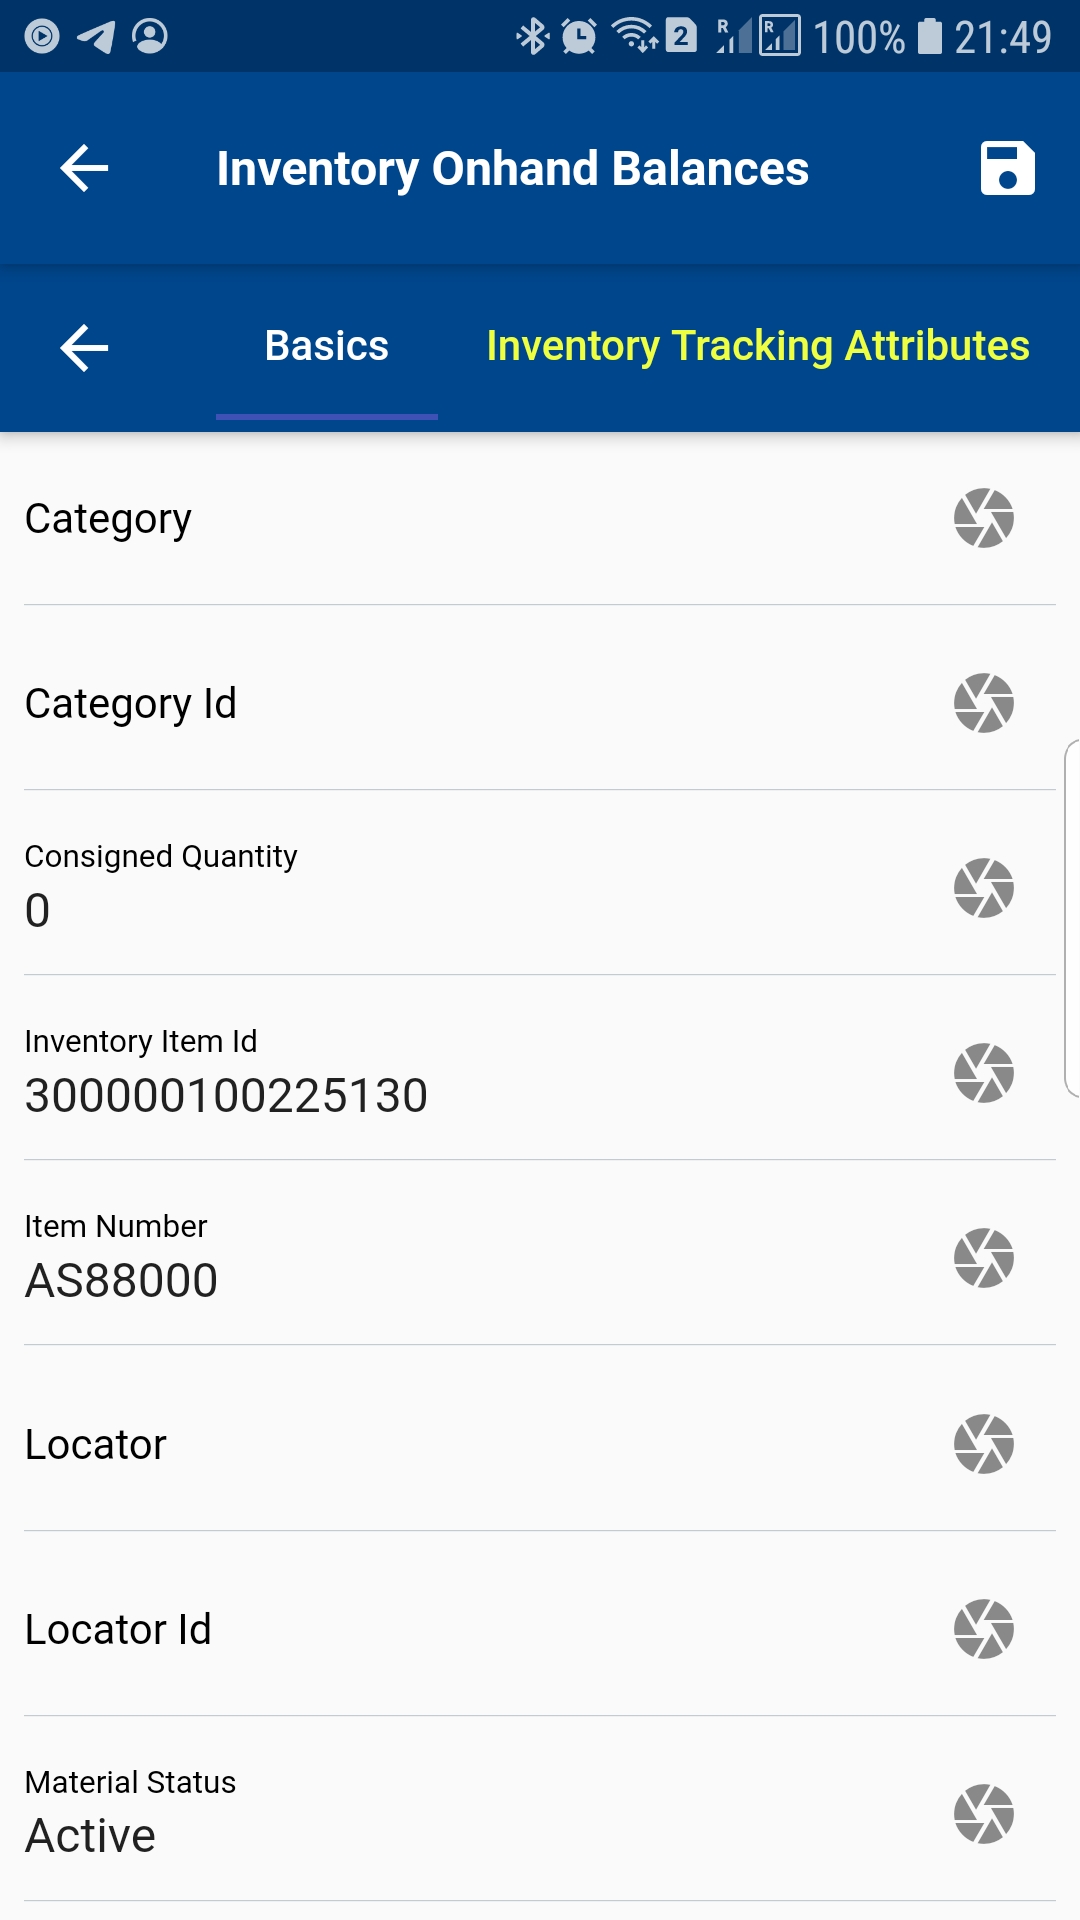 2 R R 100% 21:49
Inventory Onhand Balances
Basics Inventory Tracking Attributes
Category
Category Id
Consigned Quantity
0
Inventory Item Id
300000100225130
Item Number
AS88000
Locator
Locator Id
Material Status
Active